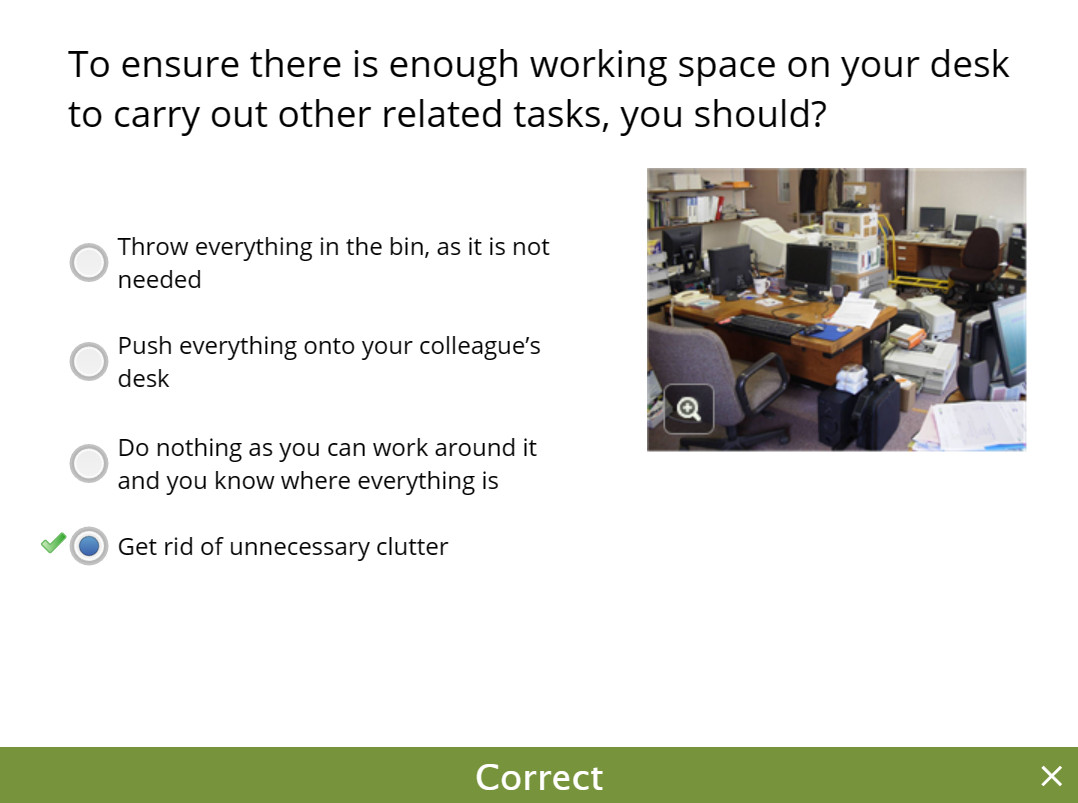 To ensure there is enough working space on your desk
to carry out other related tasks, you should?
Throw everything in the bin, as it is not
needed
Push everything onto your colleague’s
desk
Do nothing as you can work around it
and you know where everything is
Get rid of unnecessary clutter
Correct